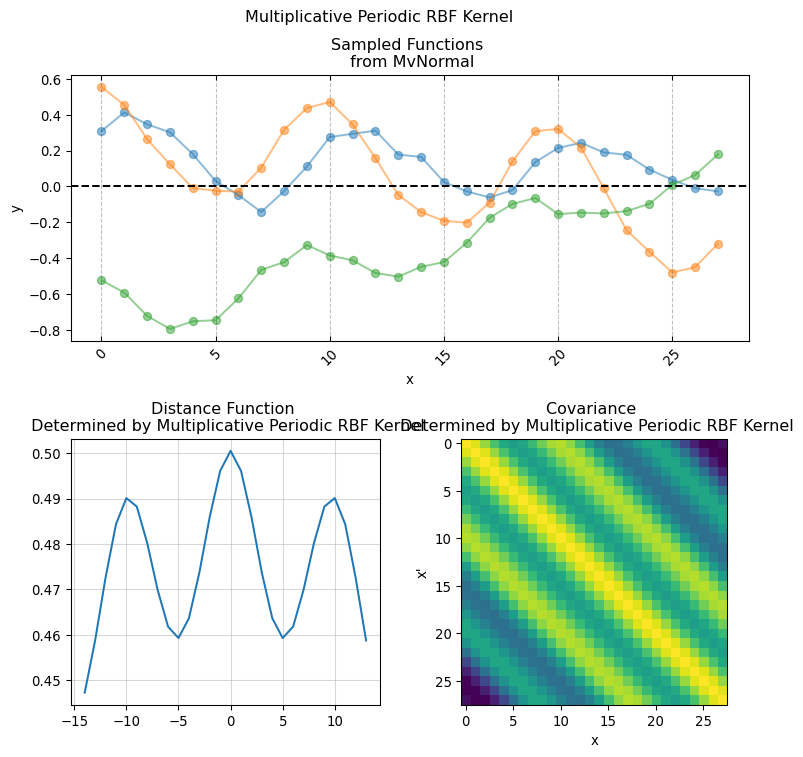 Multiplicative Periodic RBF Kernel
Sampled Functions
from MvNormal
0.6
0.4
0.2
0.0
−0.2
−0.4
−0.6
−0.8
y
0 5 10 15 20 25
x
Distance Function
Determined by Multiplicative Periodic RBF Kernel
0.50
0.49
0.48
0.47
0.46
0.45
−15 −10 −5 0 5 10
Covariance
Determined by Multiplicative Periodic RBF Kernel
0
5
10
15
20
25
x'
0 5 10 15 20 25
x